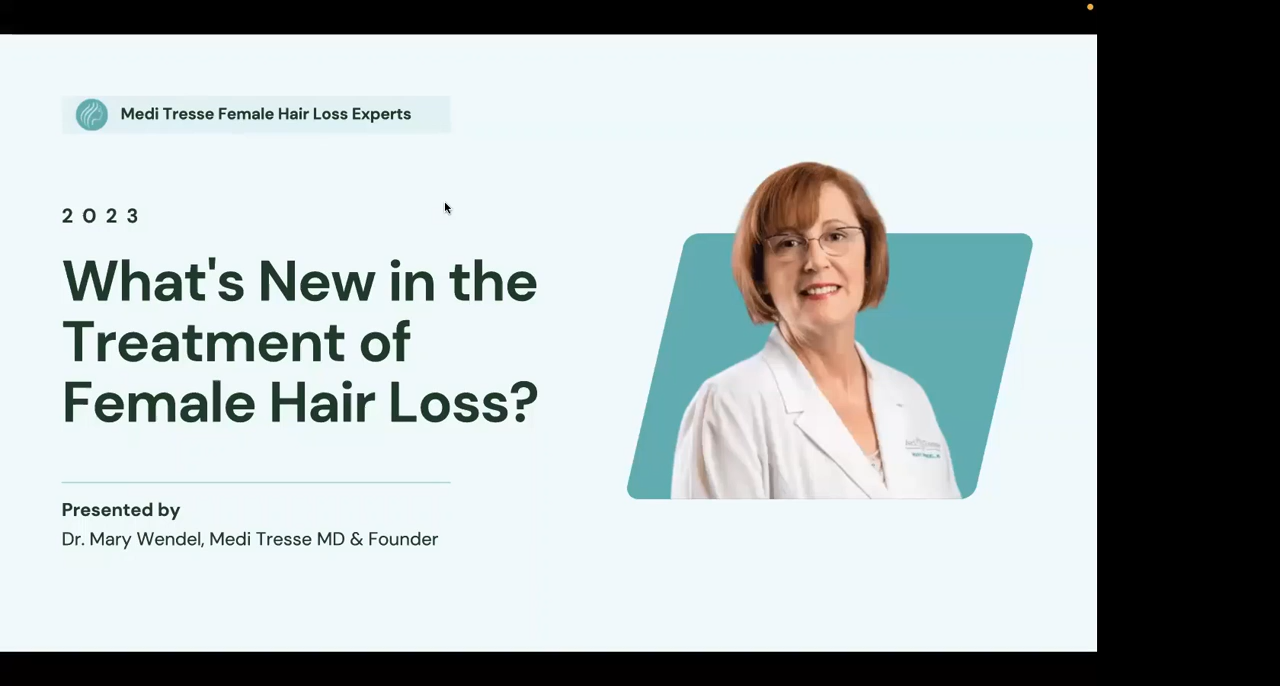 Medi Tresse Female Hair Loss Experts
2023
What's New in the
Treatment of
Female Hair Loss?
Presented by
Dr. Mary Wendel, Medi Tresse MD & Founder